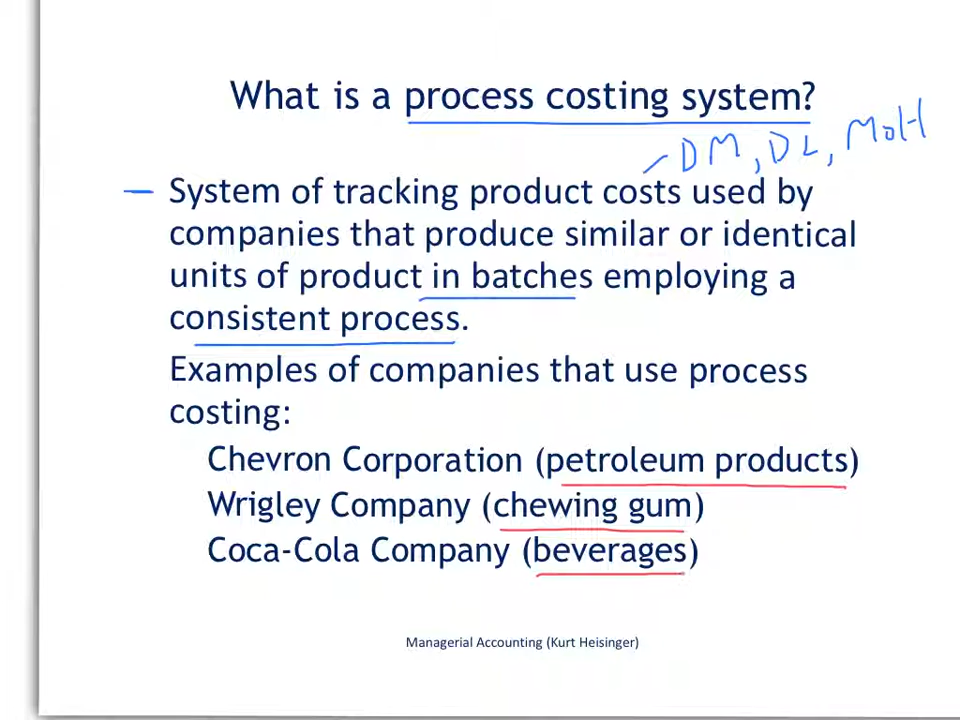 What is a process costing system?
DM, DL, MOH
System of tracking product costs used by
companies that produce similar or identical
units of product in batches employing a
consistent process.
Examples of companies that use process
costing:
Chevron Corporation (petroleum products)
Wrigley Company (chewing gum)
Coca-Cola Company (beverages)
Managerial Accounting (Kurt Heisinger)